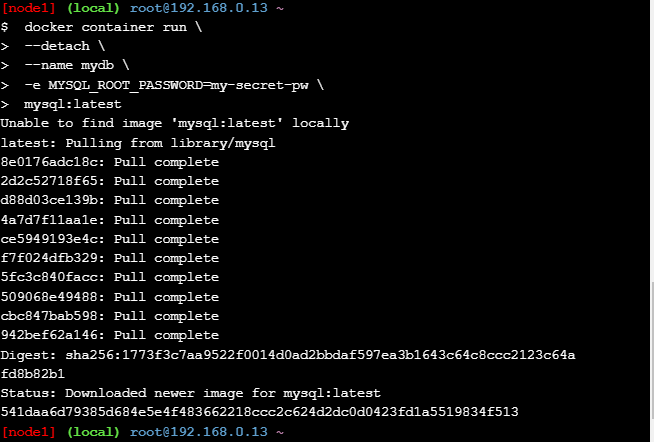 [node1] (local) root@192.168.0.13 ~
$ docker container run \
> --detach \
> --name mydb \
> -e MYSQL_ROOT_PASSWORD=my-secret-pw \
> mysql:latest
Unable to find image 'mysql:latest' locally
latest: Pulling from library/mysql
8e0176adc18c: Pull complete
2d2c52718f65: Pull complete
d88d03ce139b: Pull complete
4a7d7f11aa1e: Pull complete
ce5949193e4c: Pull complete
f7f024dfb329: Pull complete
5fc3c840facc: Pull complete
509068e49488: Pull complete
cbc847bab598: Pull complete
942bef62a146: Pull complete
Digest: sha256:1773f3c7aa9522f0014d0ad2bbdaf597ea3b1643c64c8ccc2123c64a
fd8b82b1
Status: Downloaded newer image for mysql:latest
541daa6d79385d684e5e4f483662218ccc2c624d2dc0d0423fd1a5519834f513
[node1] (local) root@192.168.0.13 ~